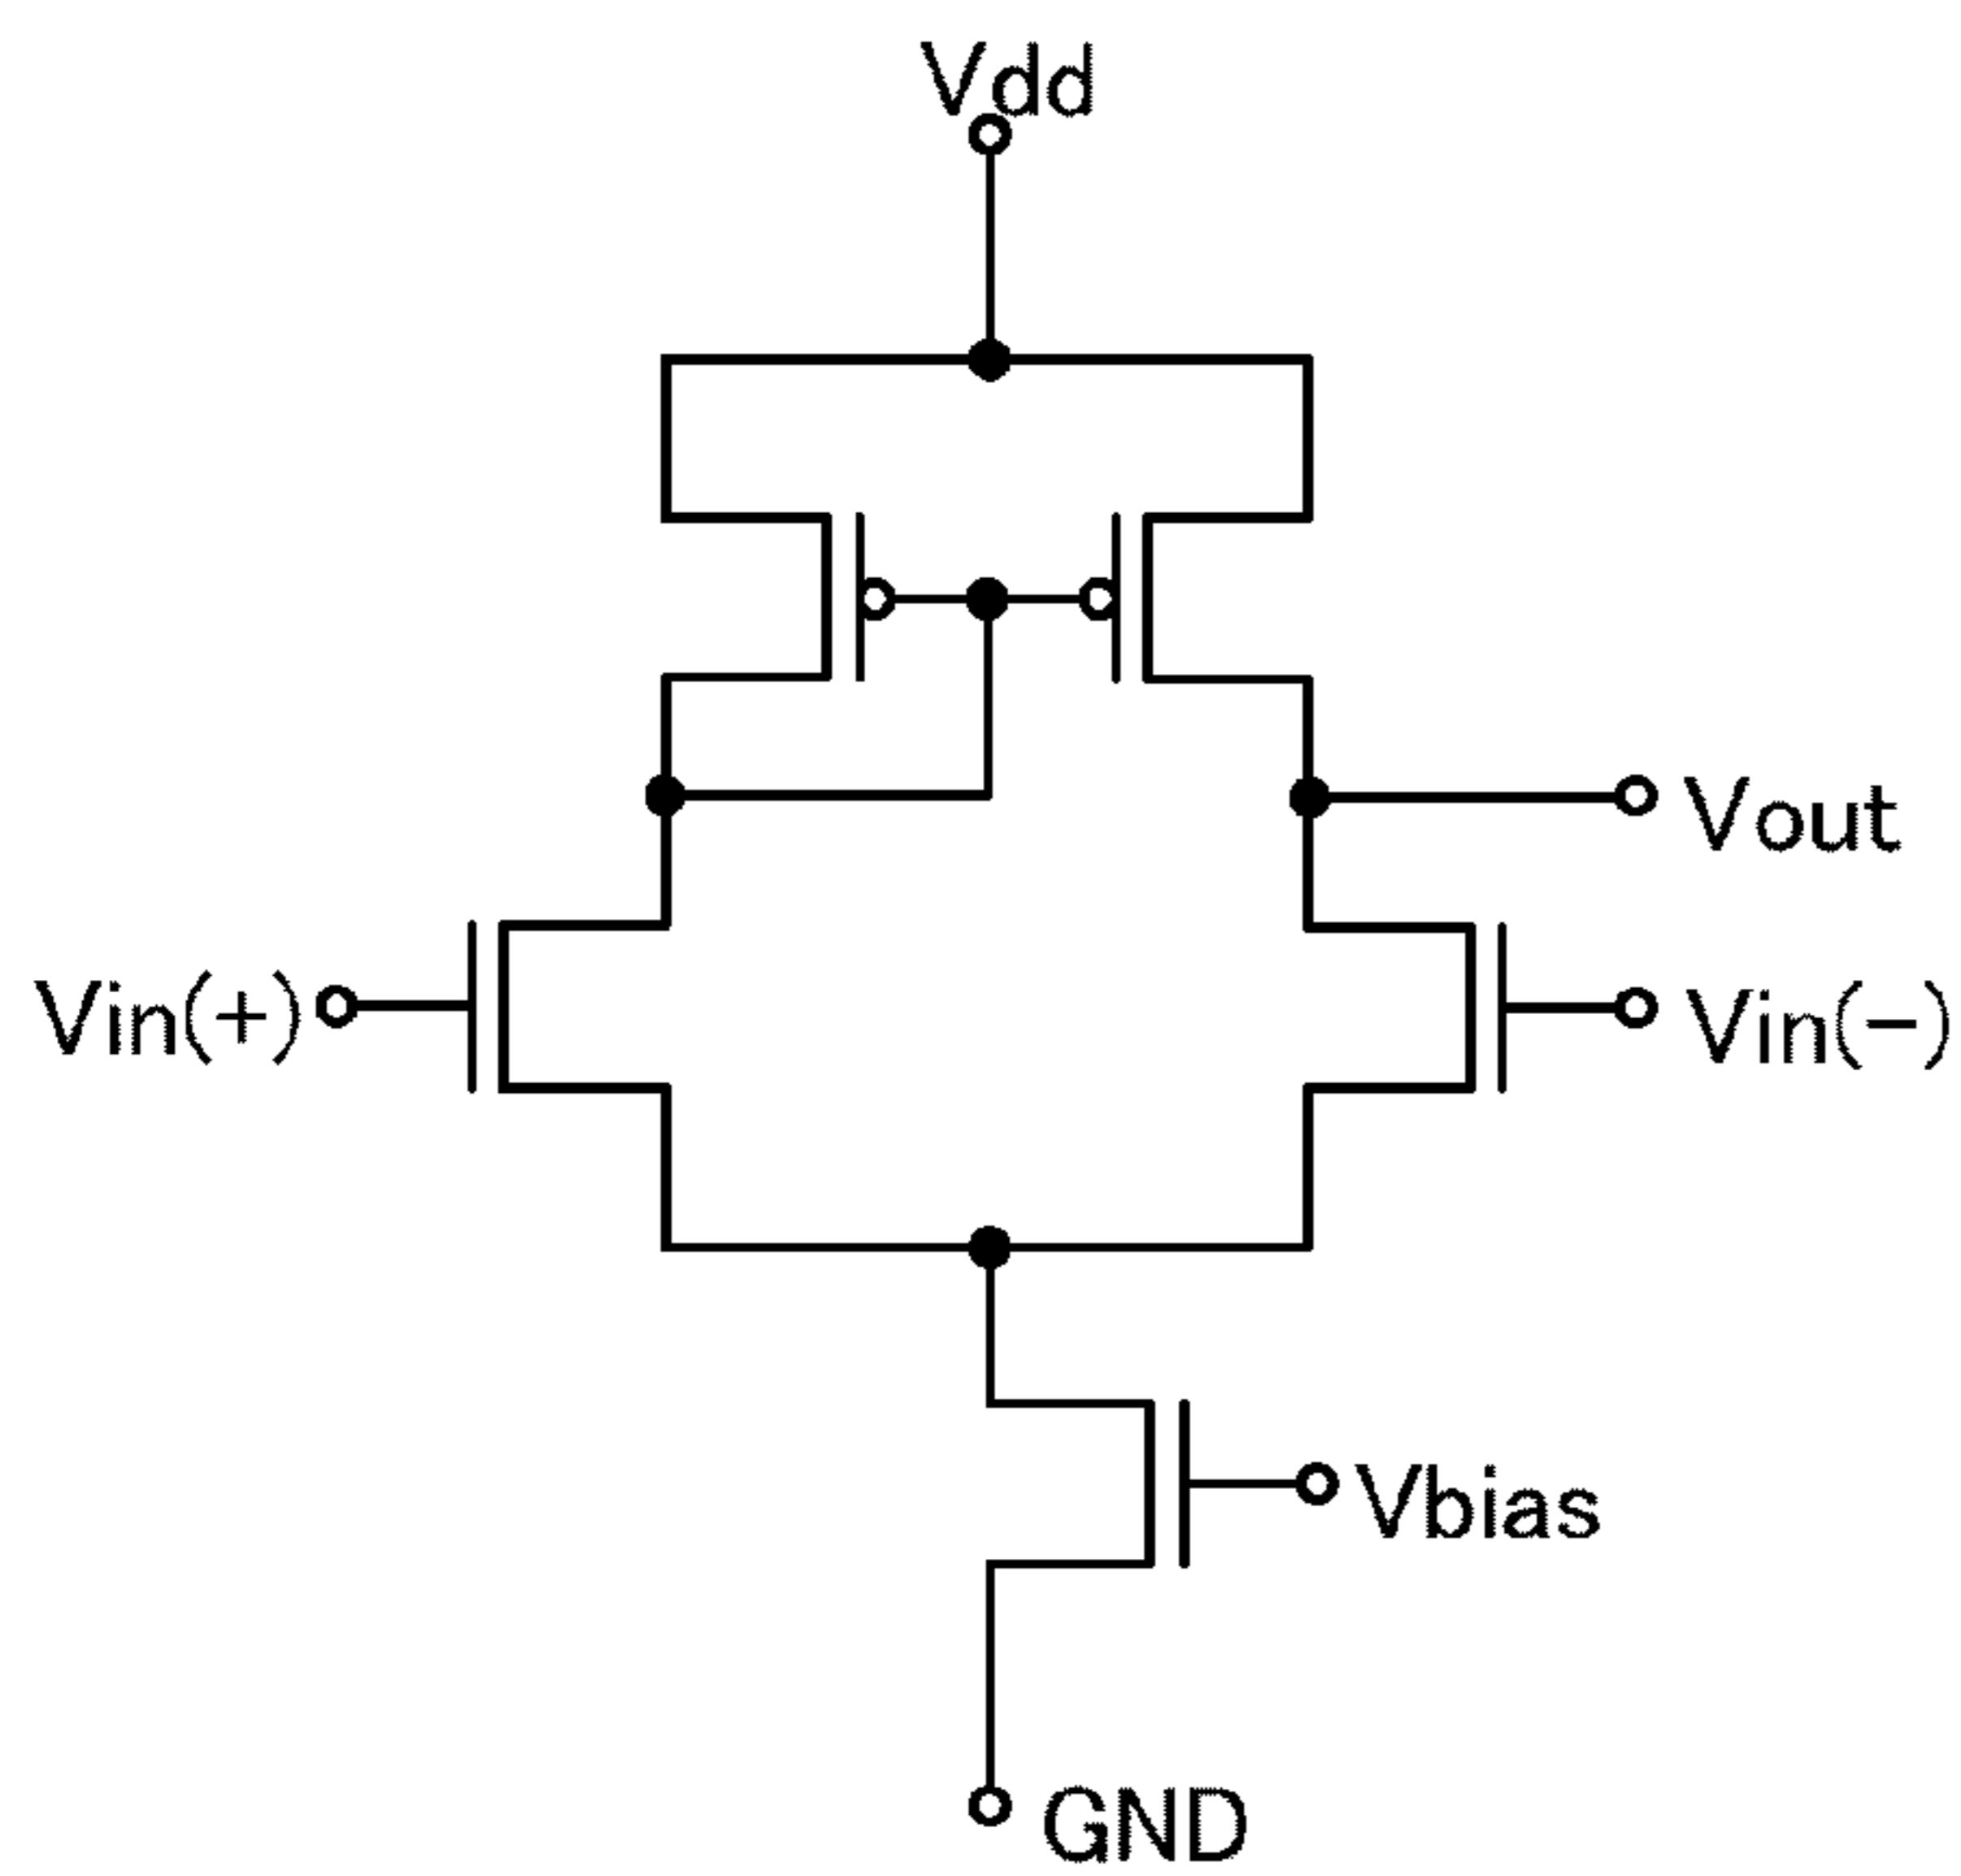 Vdd
Vout
Vin(+)
Vin(-)
Vbias
GND